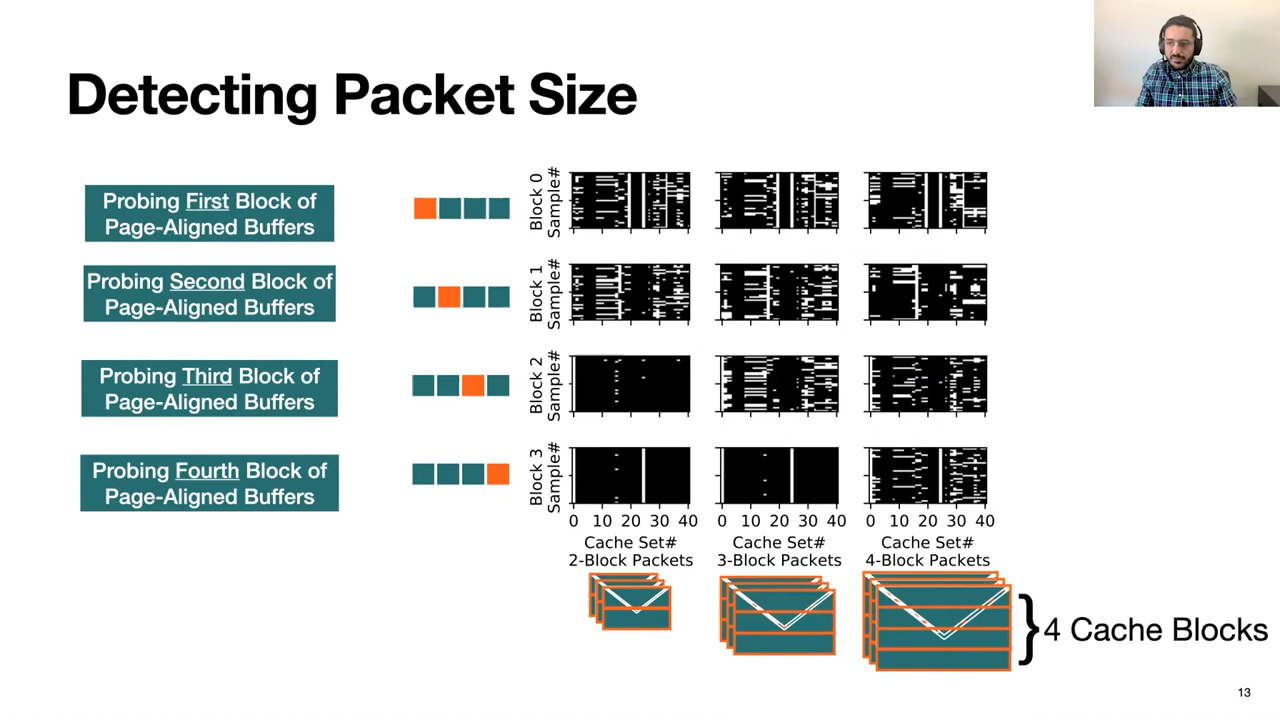 Detecting Packet Size
Probing First Block of
Page-Aligned Buffers
Block 0
Sample#
Probing Second Block of
Page-Aligned Buffers
Block 1
Sample#
Probing Third Block of
Page-Aligned Buffers
Block 2
Sample#
Probing Fourth Block of
Page-Aligned Buffers
Block 3
Sample#
0 10 20 30 40 0 10 20 30 40 0 10 20 30 40
Cache Set# Cache Set# Cache Set#
2-Block Packets 3-Block Packets 4-Block Packets
4 Cache Blocks
13